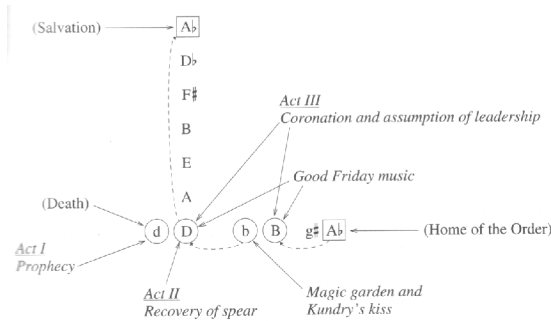 (Salvation)
A♭
D♭
F♯
B
E
A
Act III
Coronation and assumption of leadership
Good Friday music
(Death)
d D b B g♯ A♭
(Home of the Order)
Act I
Prophecy
Act II
Recovery of spear
Magic garden and
Kundry's kiss